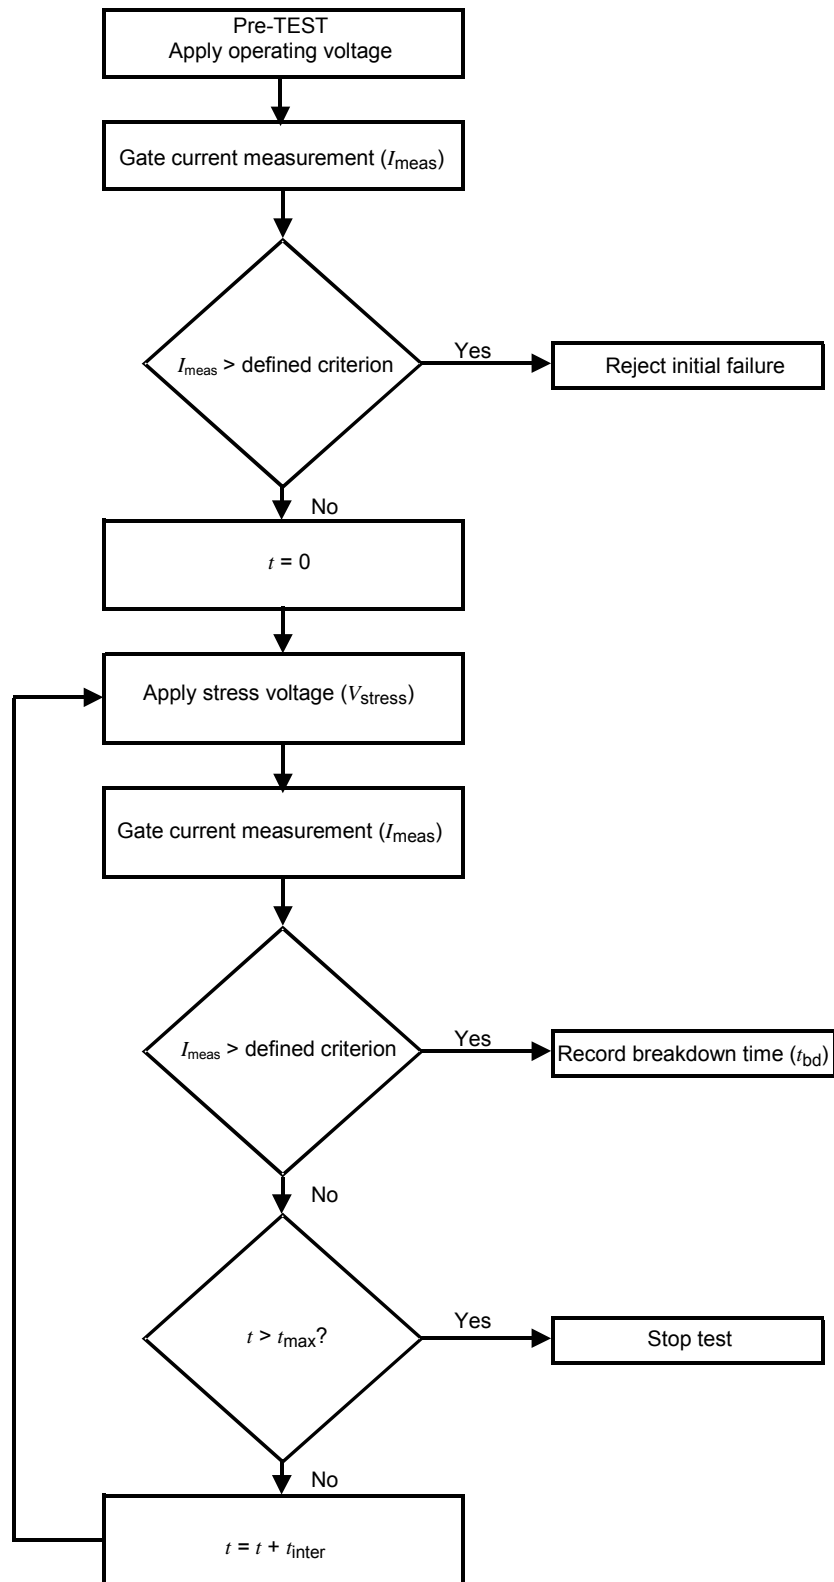 Pre-TEST
Apply operating voltage
Gate current measurement (Imeas)
Imeas > defined criterion
Yes
Reject initial failure
No
t = 0
Apply stress voltage (Vstress)
Gate current measurement (Imeas)
Imeas > defined criterion
Yes
Record breakdown time (tbd)
No
t > tmax?
Yes
Stop test
No
t = t + tinter